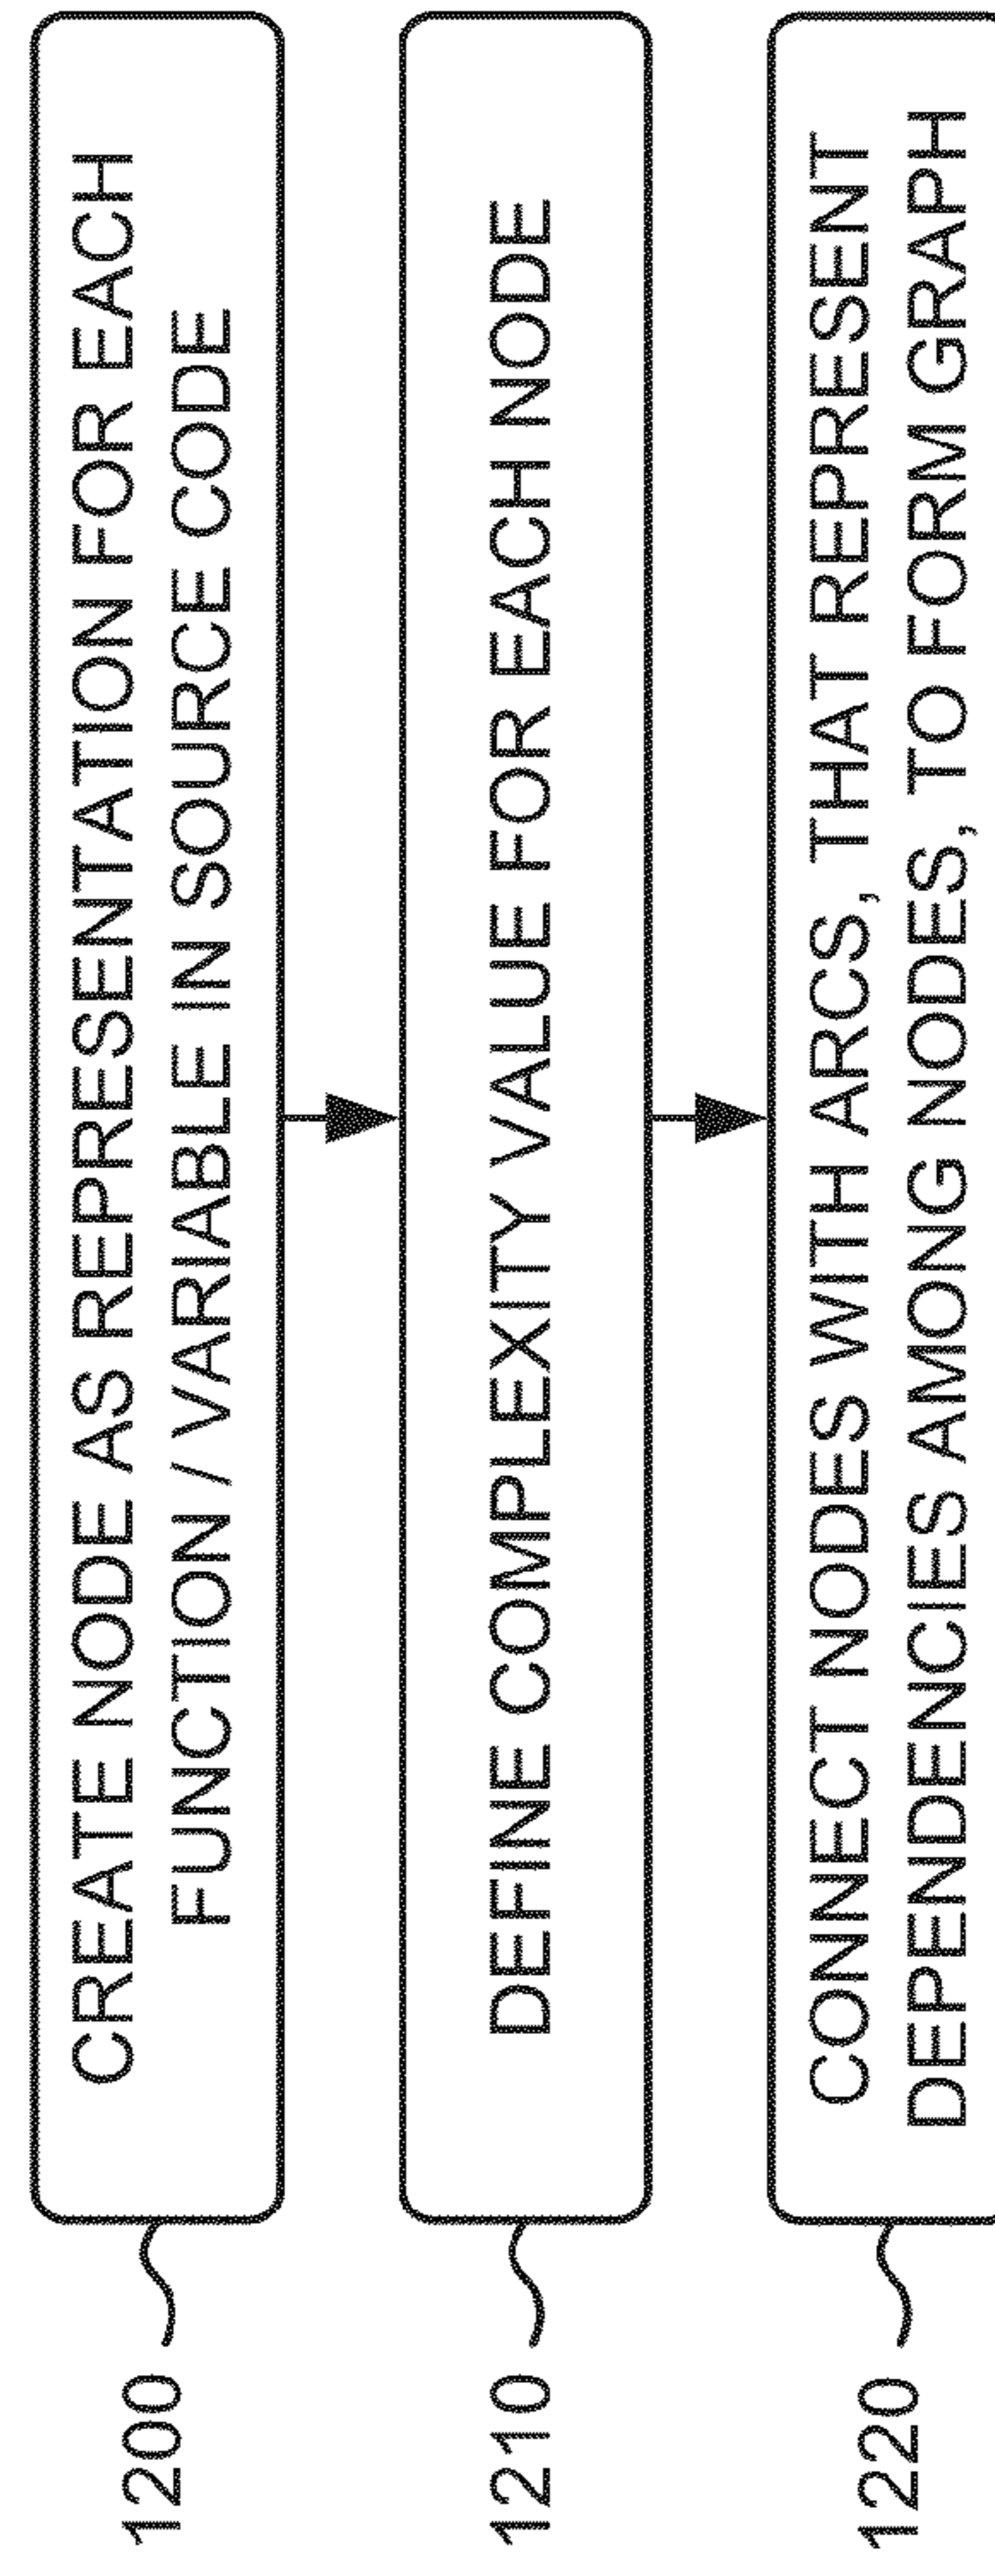 1200
CREATE NODE AS REPRESENTATION FOR EACH
FUNCTION / VARIABLE IN SOURCE CODE
1210
DEFINE COMPLEXITY VALUE FOR EACH NODE
1220
CONNECT NODES WITH ARCS, THAT REPRESENT
DEPENDENCIES AMONG NODES, TO FORM GRAPH